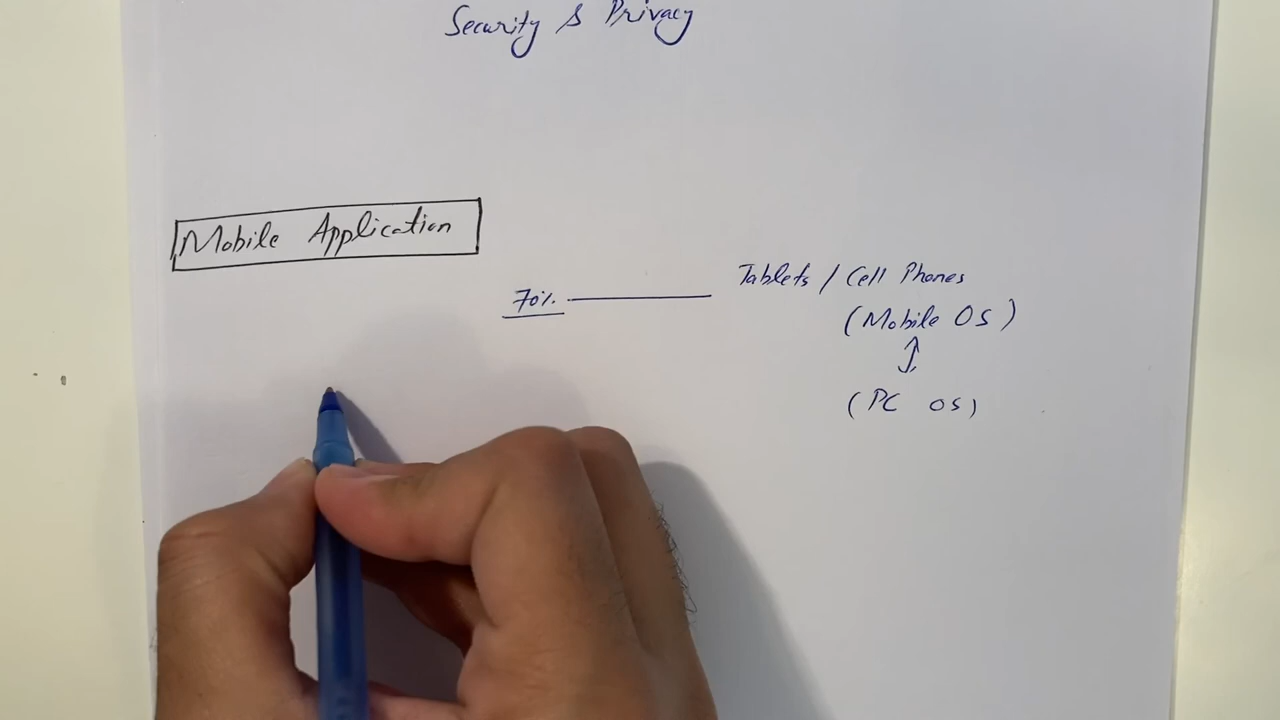 Security & Privacy
Mobile Application
70% Tablets / Cell Phones
(Mobile OS)
(PC OS)